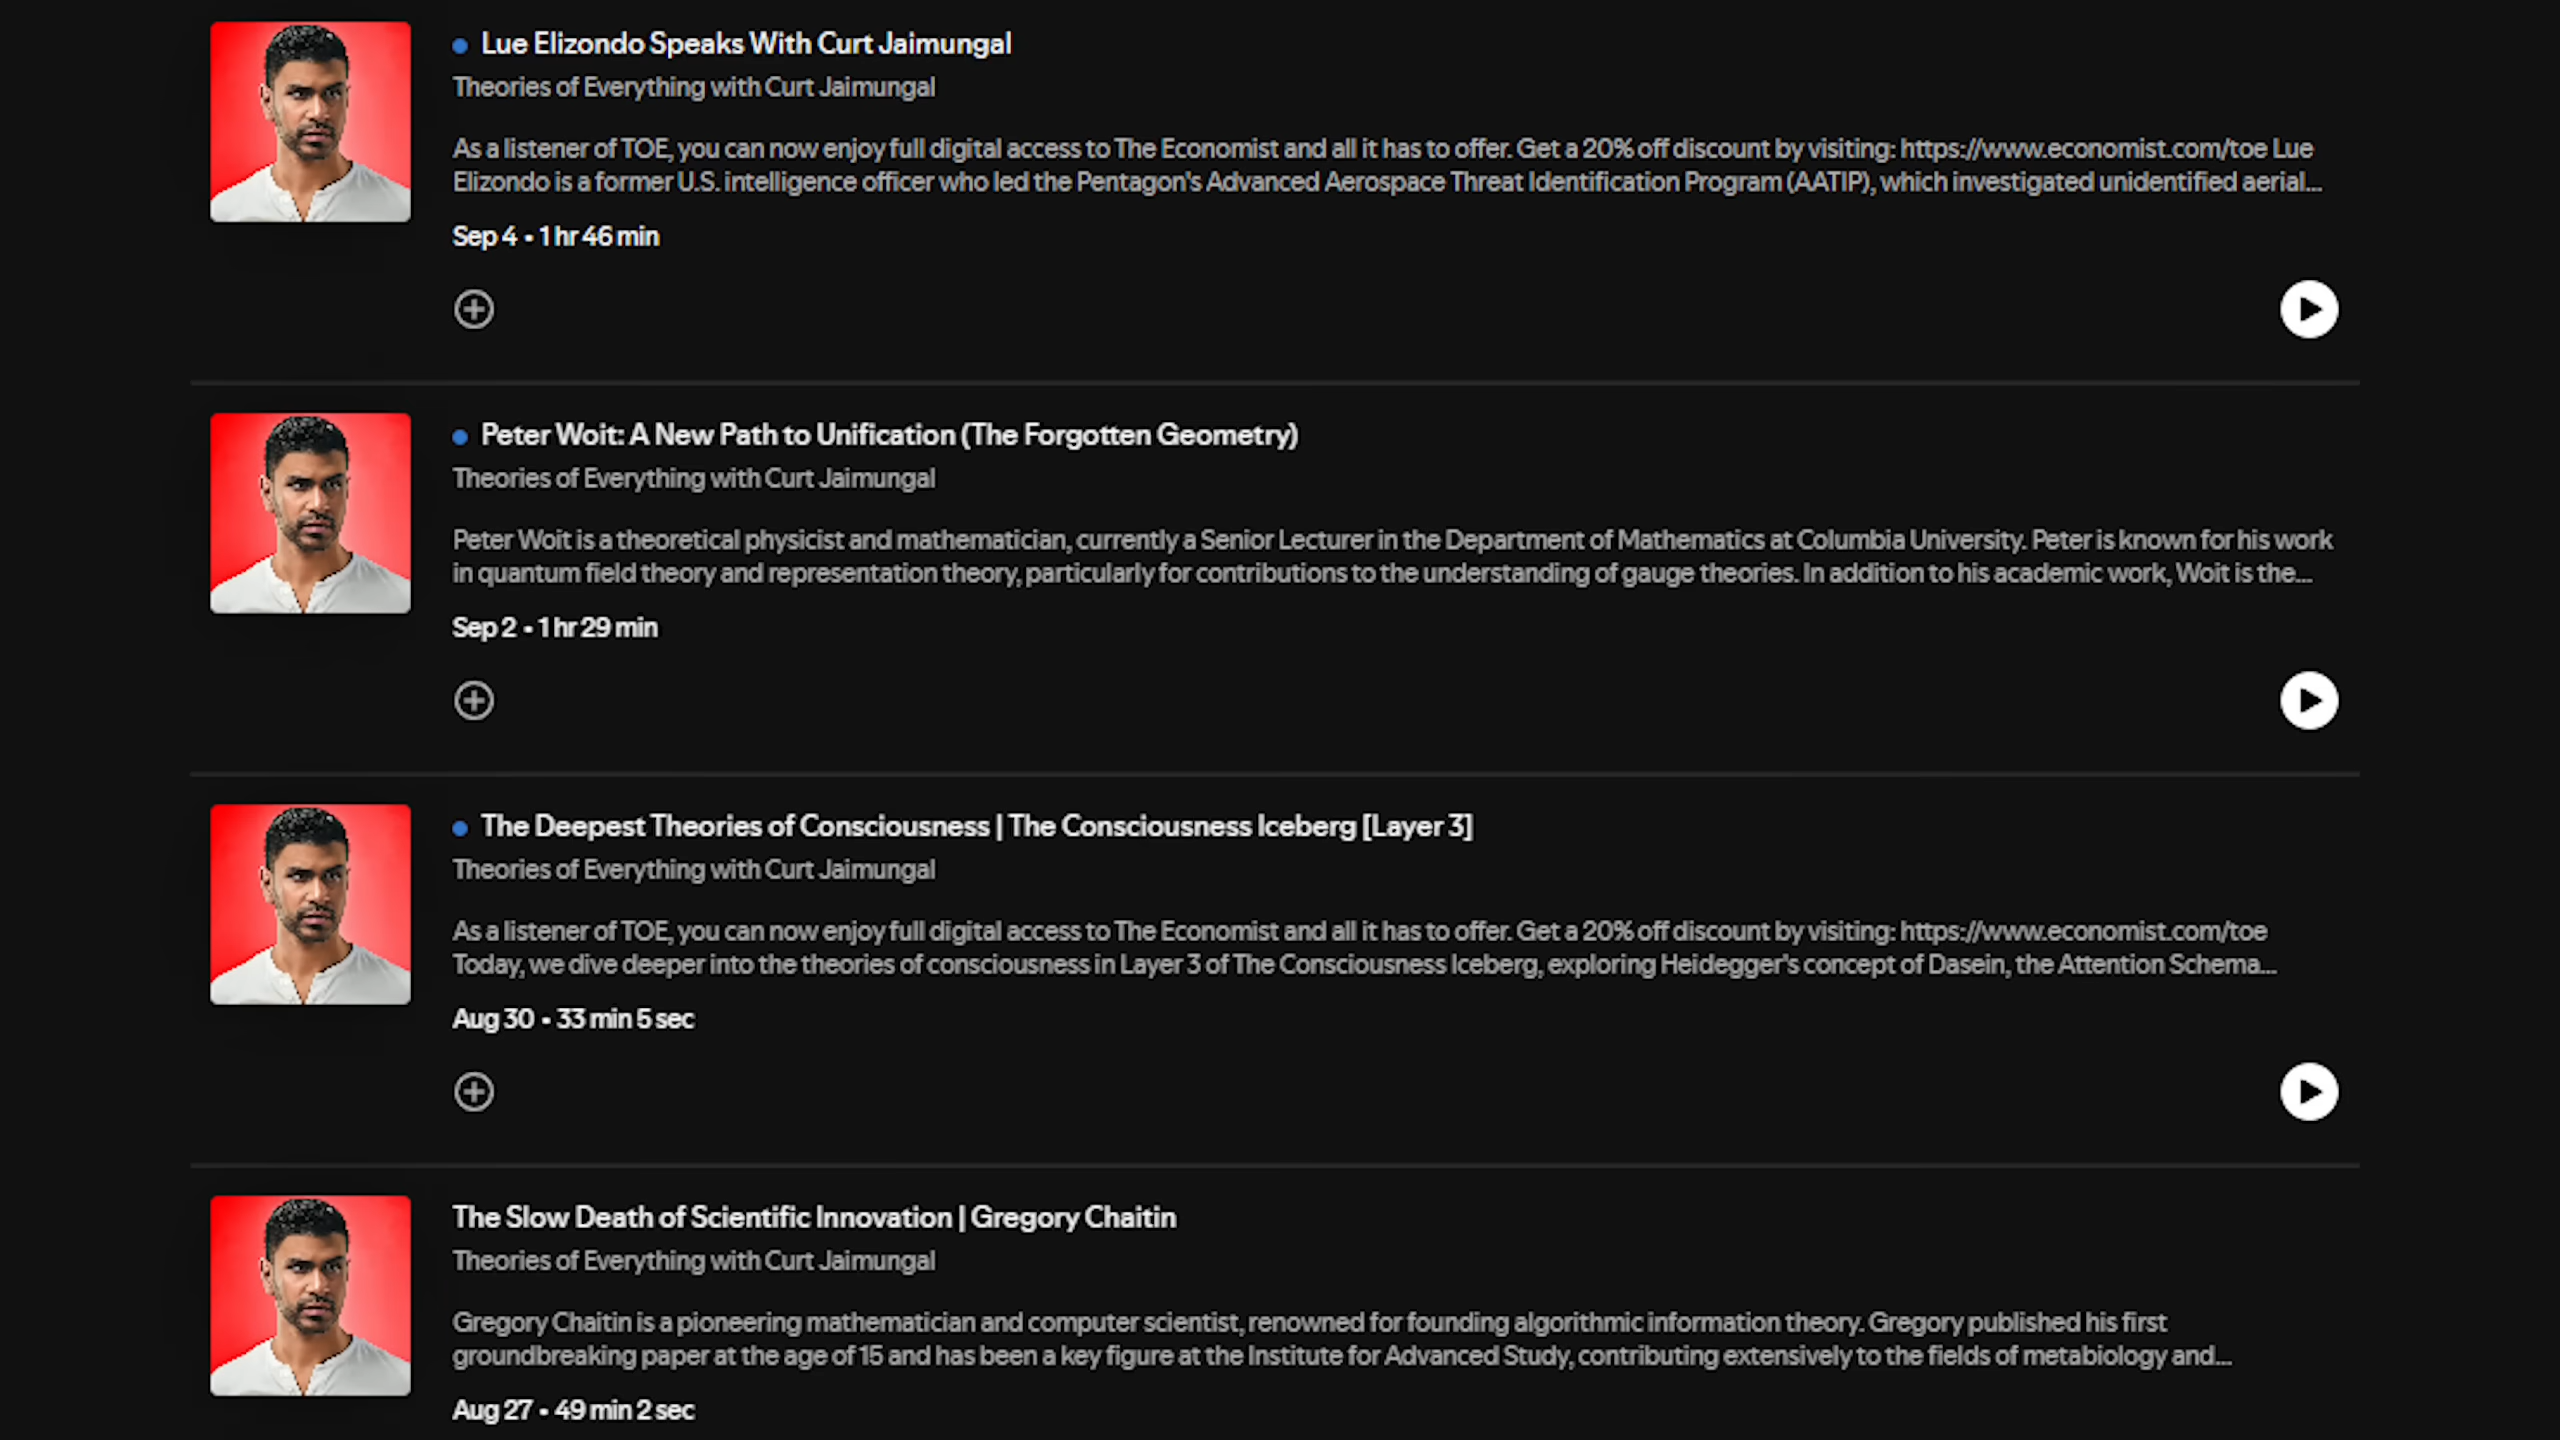 Lue Elizondo Speaks With Curt Jaimungal
Theories of Everything with Curt Jaimungal
As a listener of TOE, you can now enjoy full digital access to The Economist and all it has to offer. Get a 20% off discount by visiting: https://www.economist.com/toe Lue
Elizondo is a former U.S. intelligence officer who led the Pentagon's Advanced Aerospace Threat Identification Program (AATIP), which investigated unidentified aerial...
Sep 4 • 1 hr 46 min
Peter Woit: A New Path to Unification (The Forgotten Geometry)
Theories of Everything with Curt Jaimungal
Peter Woit is a theoretical physicist and mathematician, currently a Senior Lecturer in the Department of Mathematics at Columbia University. Peter is known for his work
in quantum field theory and representation theory, particularly for contributions to the understanding of gauge theories. In addition to his academic work, Woit is the...
Sep 2 • 1 hr 29 min
The Deepest Theories of Consciousness | The Consciousness Iceberg [Layer 3]
Theories of Everything with Curt Jaimungal
As a listener of TOE, you can now enjoy full digital access to The Economist and all it has to offer. Get a 20% off discount by visiting: https://www.economist.com/toe
Today, we dive deeper into the theories of consciousness in Layer 3 of The Consciousness Iceberg, exploring Heidegger's concept of Dasein, the Attention Schema...
Aug 30 • 33 min 5 sec
The Slow Death of Scientific Innovation | Gregory Chaitin
Theories of Everything with Curt Jaimungal
Gregory Chaitin is a pioneering mathematician and computer scientist, renowned for founding algorithmic information theory. Gregory published his first
groundbreaking paper at the age of 15 and has been a key figure at the Institute for Advanced Study, contributing extensively to the fields of metabiology and...
Aug 27 • 49 min 2 sec